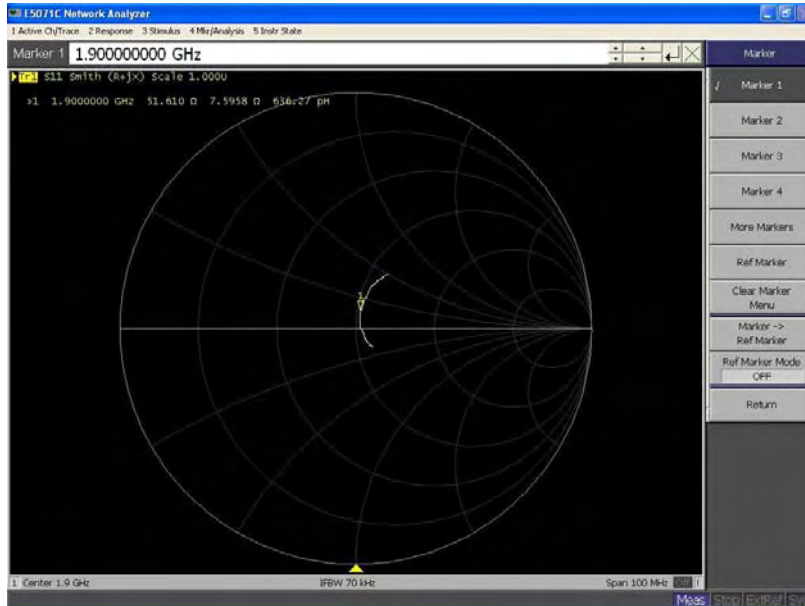 E5071C Network Analyzer
1 Active Ch/Trace 2 Response 3 Stimulus 4 Mkr/Analysis 5 Instr State
Marker 1 1.900000000 GHz
Marker
Tr1 S11 Smith (R+jX) Scale 1.000U
>1 1.9000000 GHz 51.610 Ω 7.5958 Ω 636.27 pH
Marker 1
Marker 2
Marker 3
Marker 4
More Markers
Ref Marker
Clear Marker
Menu
Marker ->
Ref Marker
Ref Marker Mode
OFF
Return
1
1 Center 1.9 GHz IFBW 70 kHz Span 100 MHz
Meas Stop ExtRef